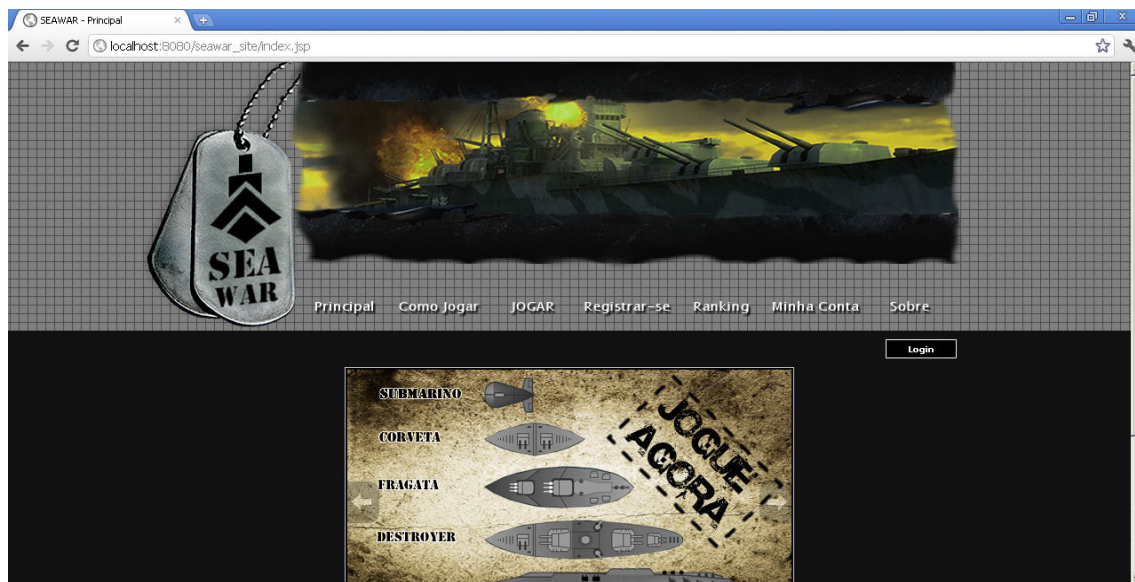 SEAWAR - Principal
localhost:8080/seawar_site/index.jsp
SEA
WAR
Principal Como Jogar JOGAR Registrar-se Ranking Minha Conta Sobre
Login
SUBMARINO
CORVETA
FRAGATA
DESTROYER
JOGUE
AGORA